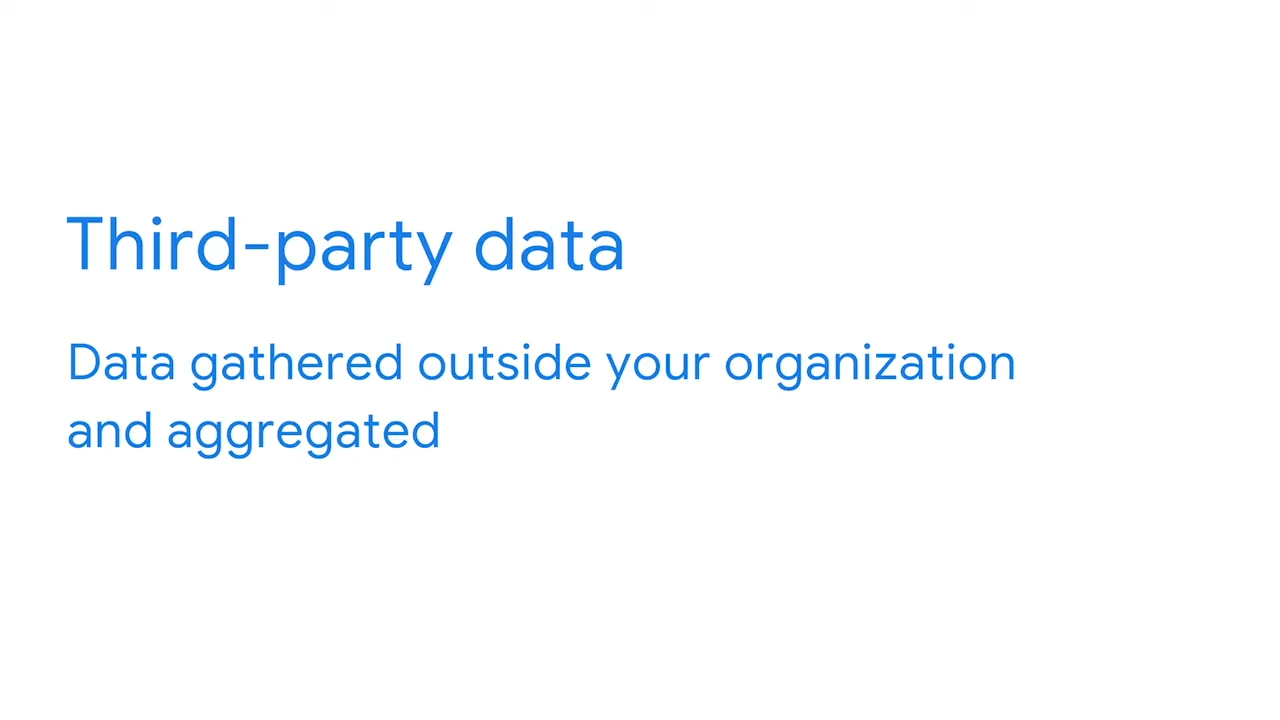 Third-party data
Data gathered outside your organization
and aggregated